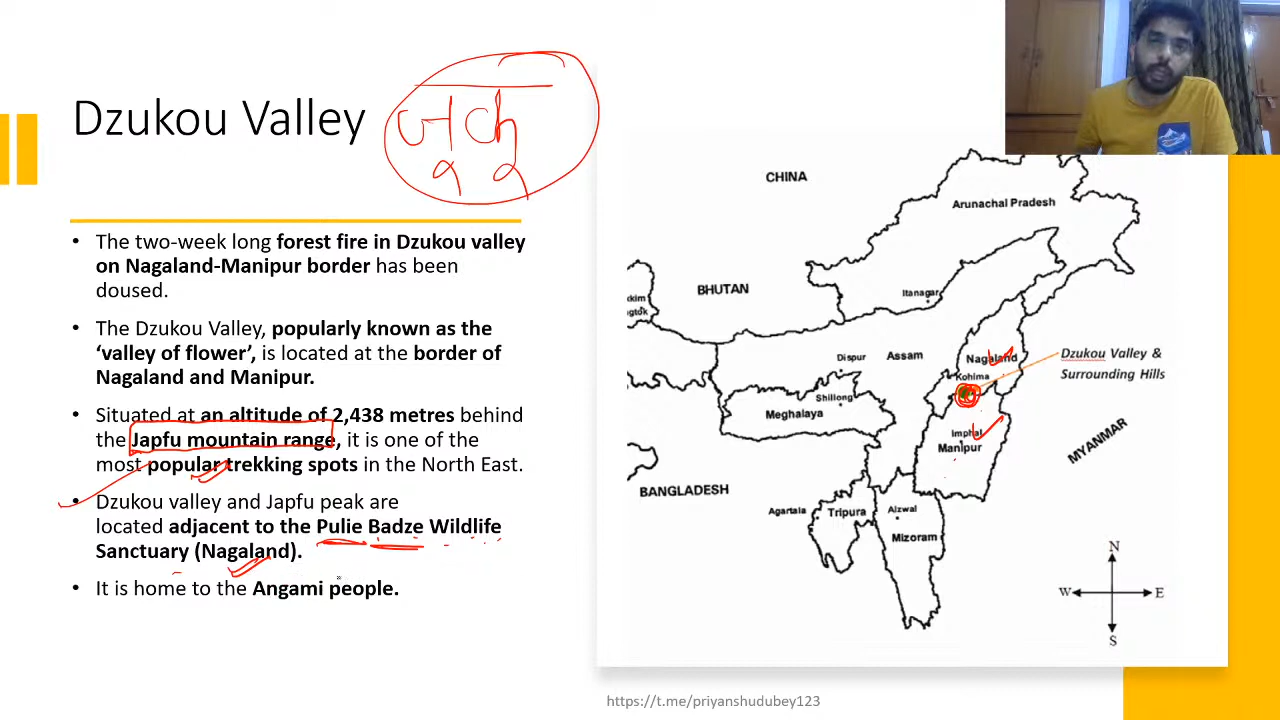 Dzukou Valley
जुकू
• The two-week long forest fire in Dzukou valley
on Nagaland-Manipur border has been
doused.
• The Dzukou Valley, popularly known as the
‘valley of flower’, is located at the border of
Nagaland and Manipur.
• Situated at an altitude of 2,438 metres behind
the Japfu mountain range, it is one of the
most popular trekking spots in the North East.
• Dzukou valley and Japfu peak are
located adjacent to the Pulie Badze Wildlife
Sanctuary (Nagaland).
• It is home to the Angami people.
CHINA
Arunachal Pradesh
BHUTAN
Itanagar
kkim
gtok
Dispur
Assam
Nagaland
Kohima
Dzukou Valley &
Surrounding Hills
Shillong
Meghalaya
Imphal
Manipur
MYANMAR
BANGLADESH
Agartala
Tripura
Aizwal
Mizoram
N
W
E
S
https://t.me/priyanshudubey123